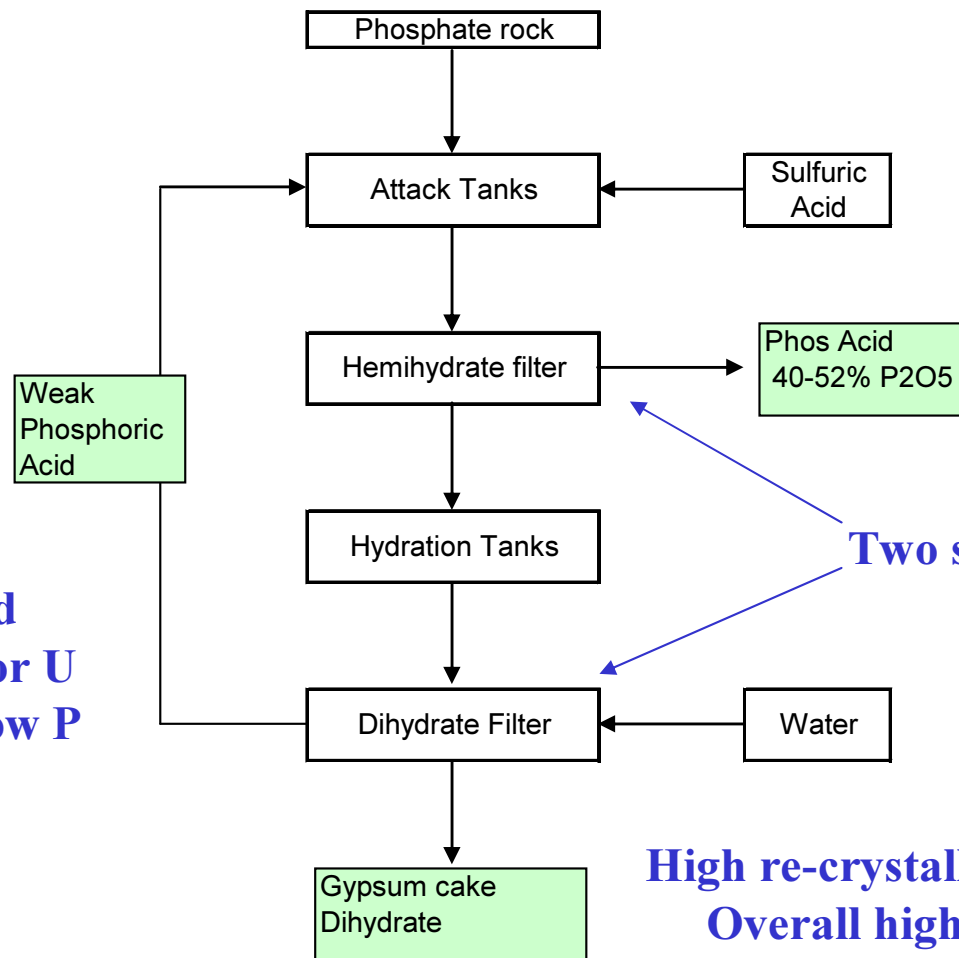 Phosphate rock
Attack Tanks
Sulfuric
Acid
Hemihydrate filter
Phos Acid
40-52% P2O5
Weak
Phosphoric
Acid
Hydration Tanks
Two s
d
or U
ow P
Dihydrate Filter
Water
Gypsum cake
Dihydrate
High re-crystall
Overall high